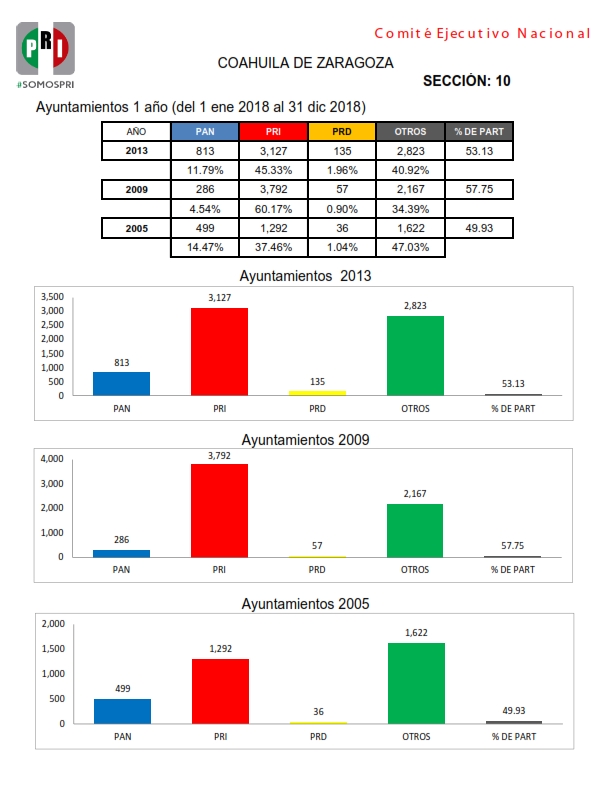 PRI
#SOMOSPRI
Comité Ejecutivo Nacional
COAHUILA DE ZARAGOZA
SECCIÓN: 10
Ayuntamientos 1 año (del 1 ene 2018 al 31 dic 2018)
AÑO PAN PRI PRD OTROS % DE PART
2013 813 3,127 135 2,823 53.13
11.79% 45.33% 1.96% 40.92%
2009 286 3,792 57 2,167 57.75
4.54% 60.17% 0.90% 34.39%
2005 499 1,292 36 1,622 49.93
14.47% 37.46% 1.04% 47.03%
Ayuntamientos 2013
3,500
3,000
2,500
2,000
1,500
1,000
500
0
813
3,127
135
2,823
53.13
PAN PRI PRD OTROS % DE PART
Ayuntamientos 2009
4,000
3,000
2,000
1,000
0
286
3,792
57
2,167
57.75
PAN PRI PRD OTROS % DE PART
Ayuntamientos 2005
2,000
1,500
1,000
500
0
499
1,292
36
1,622
49.93
PAN PRI PRD OTROS % DE PART